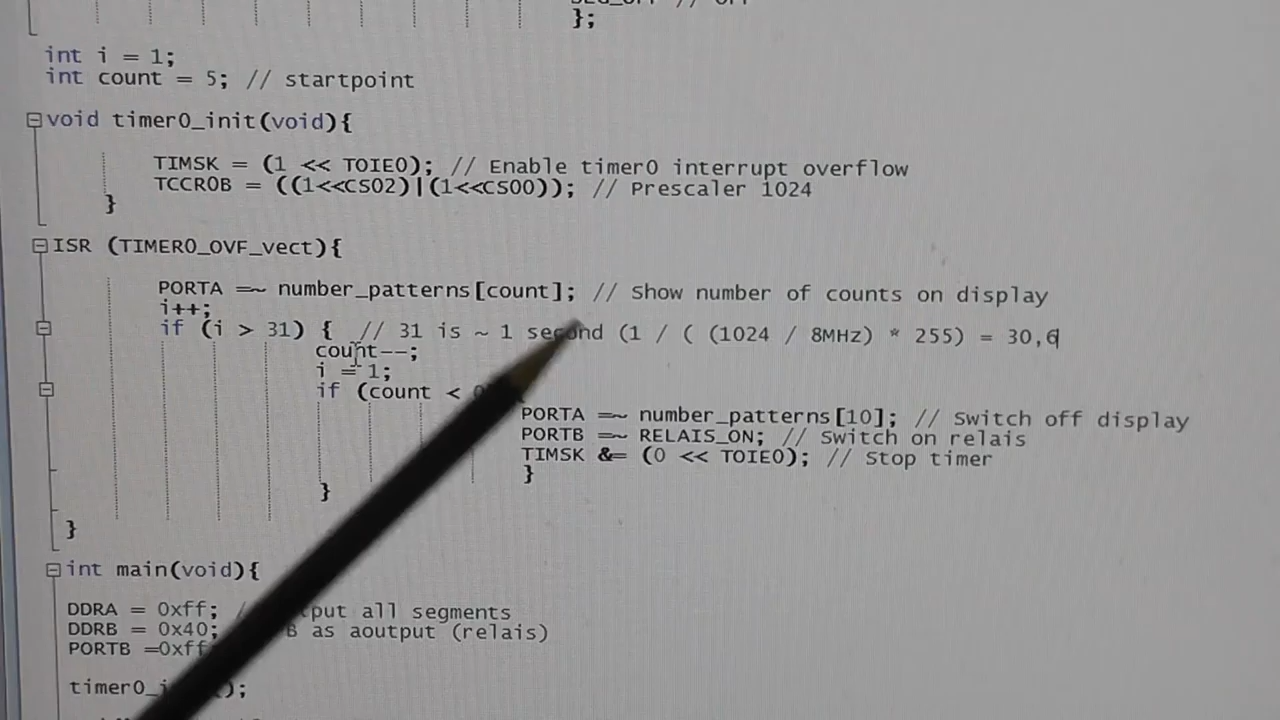 };
int i = 1;
int count = 5; // startpoint
void timer0_init(void){
TIMSK = (1 << TOIE0); // Enable timer0 interrupt overflow
TCCR0B = ((1<<CS02)|(1<<CS00)); // Prescaler 1024
}
ISR (TIMER0_OVF_vect){
PORTA =~ number_patterns[count]; // Show number of counts on display
i++;
if (i > 31) { // 31 is ~ 1 second (1 / ( (1024 / 8MHz) * 255) = 30,6
count--;
i = 1;
if (count <
PORTA =~ number_patterns[10]; // Switch off display
PORTB =~ RELAIS_ON; // Switch on relais
TIMSK &= (0 << TOIE0); // Stop timer
}
}
}
int main(void){
DDRA = 0xff; / all segments
DDRB = 0x40; as aoutput (relais)
PORTB =0xff
);